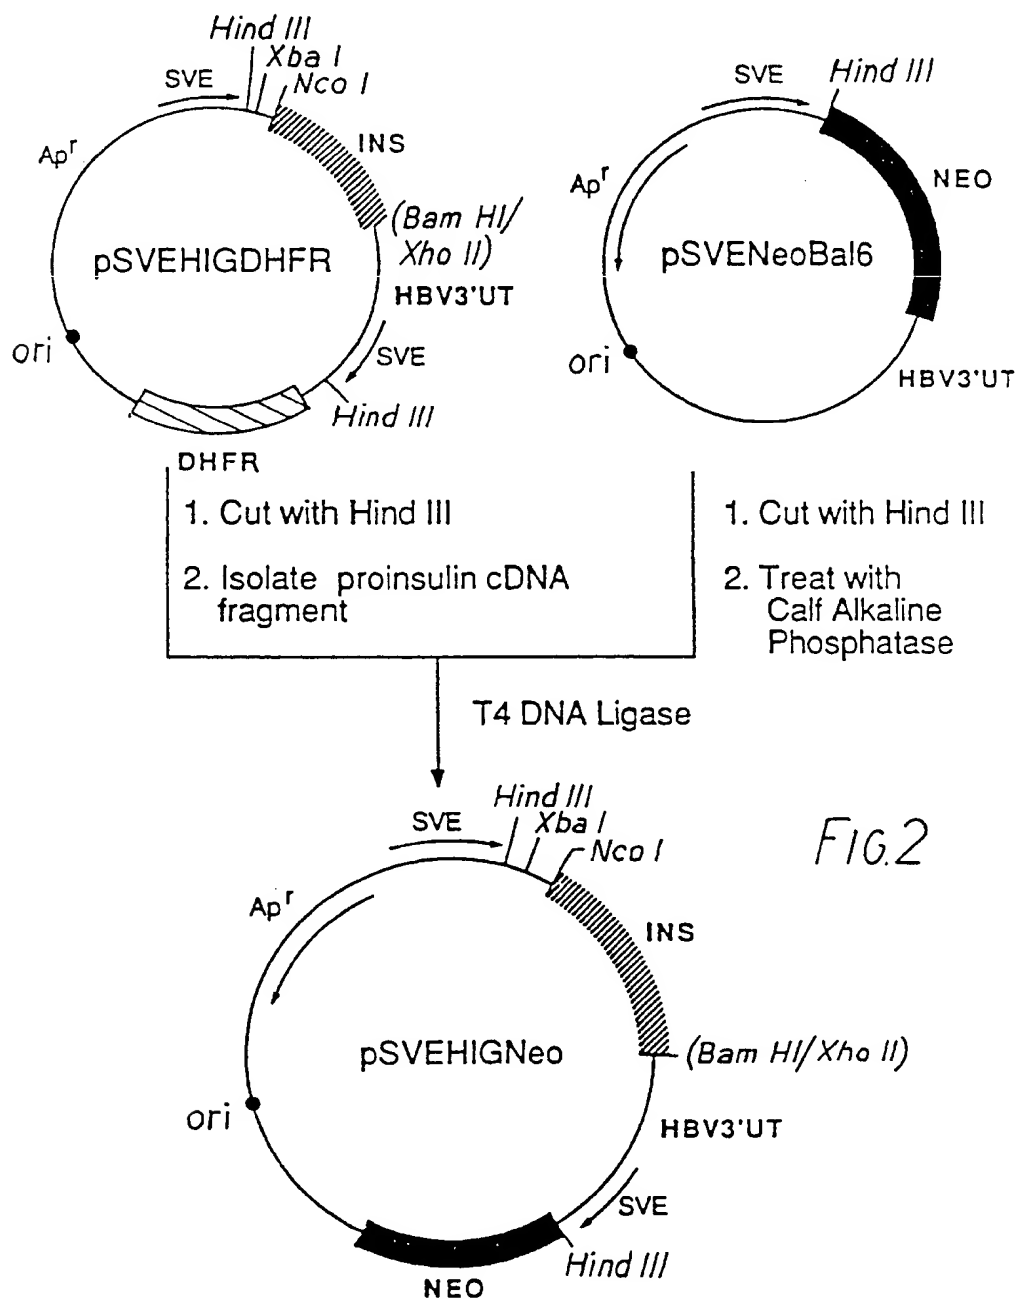 Hind III
Xba I
SVE
Nco I
INS
Apʳ
(Bam HI/
Xho II)
pSVEHIGDHFR
HBV3'UT
SVE
ori
Hind III
DHFR
SVE
Hind III
NEO
Apʳ
pSVENeoBal6
ori
HBV3'UT
1. Cut with Hind III
2. Isolate proinsulin cDNA
fragment
1. Cut with Hind III
2. Treat with
Calf Alkaline
Phosphatase
T4 DNA Ligase
Hind III
SVE
Xba I
Nco I
FIG.2
Apʳ
INS
pSVEHIGNeo
(Bam HI/Xho II)
ori
HBV3'UT
SVE
Hind III
NEO